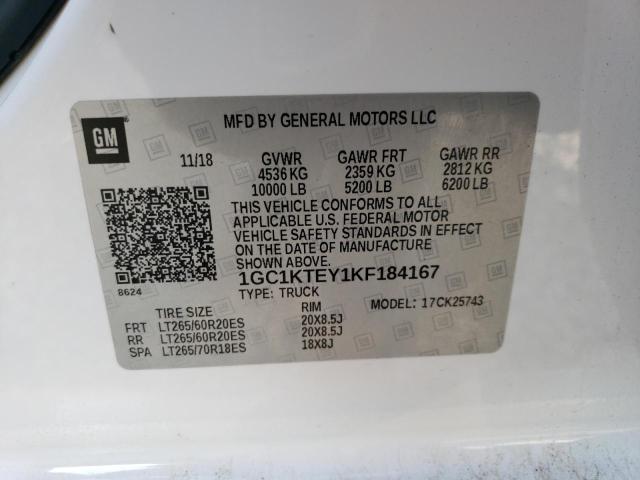 GM
MFD BY GENERAL MOTORS LLC
11/18 GVWR GAWR FRT GAWR RR
4536 KG 2359 KG 2812 KG
10000 LB 5200 LB 6200 LB
THIS VEHICLE CONFORMS TO ALL
APPLICABLE U.S. FEDERAL MOTOR
VEHICLE SAFETY STANDARDS IN EFFECT
ON THE DATE OF MANUFACTURE
SHOWN ABOVE.
8624 1GC1KTEY1KF184167
TYPE: TRUCK MODEL: 17CK25743
TIRE SIZE RIM
FRT LT265/60R20ES 20X8.5J
RR LT265/60R20ES 20X8.5J
SPA LT265/70R18ES 18X8J